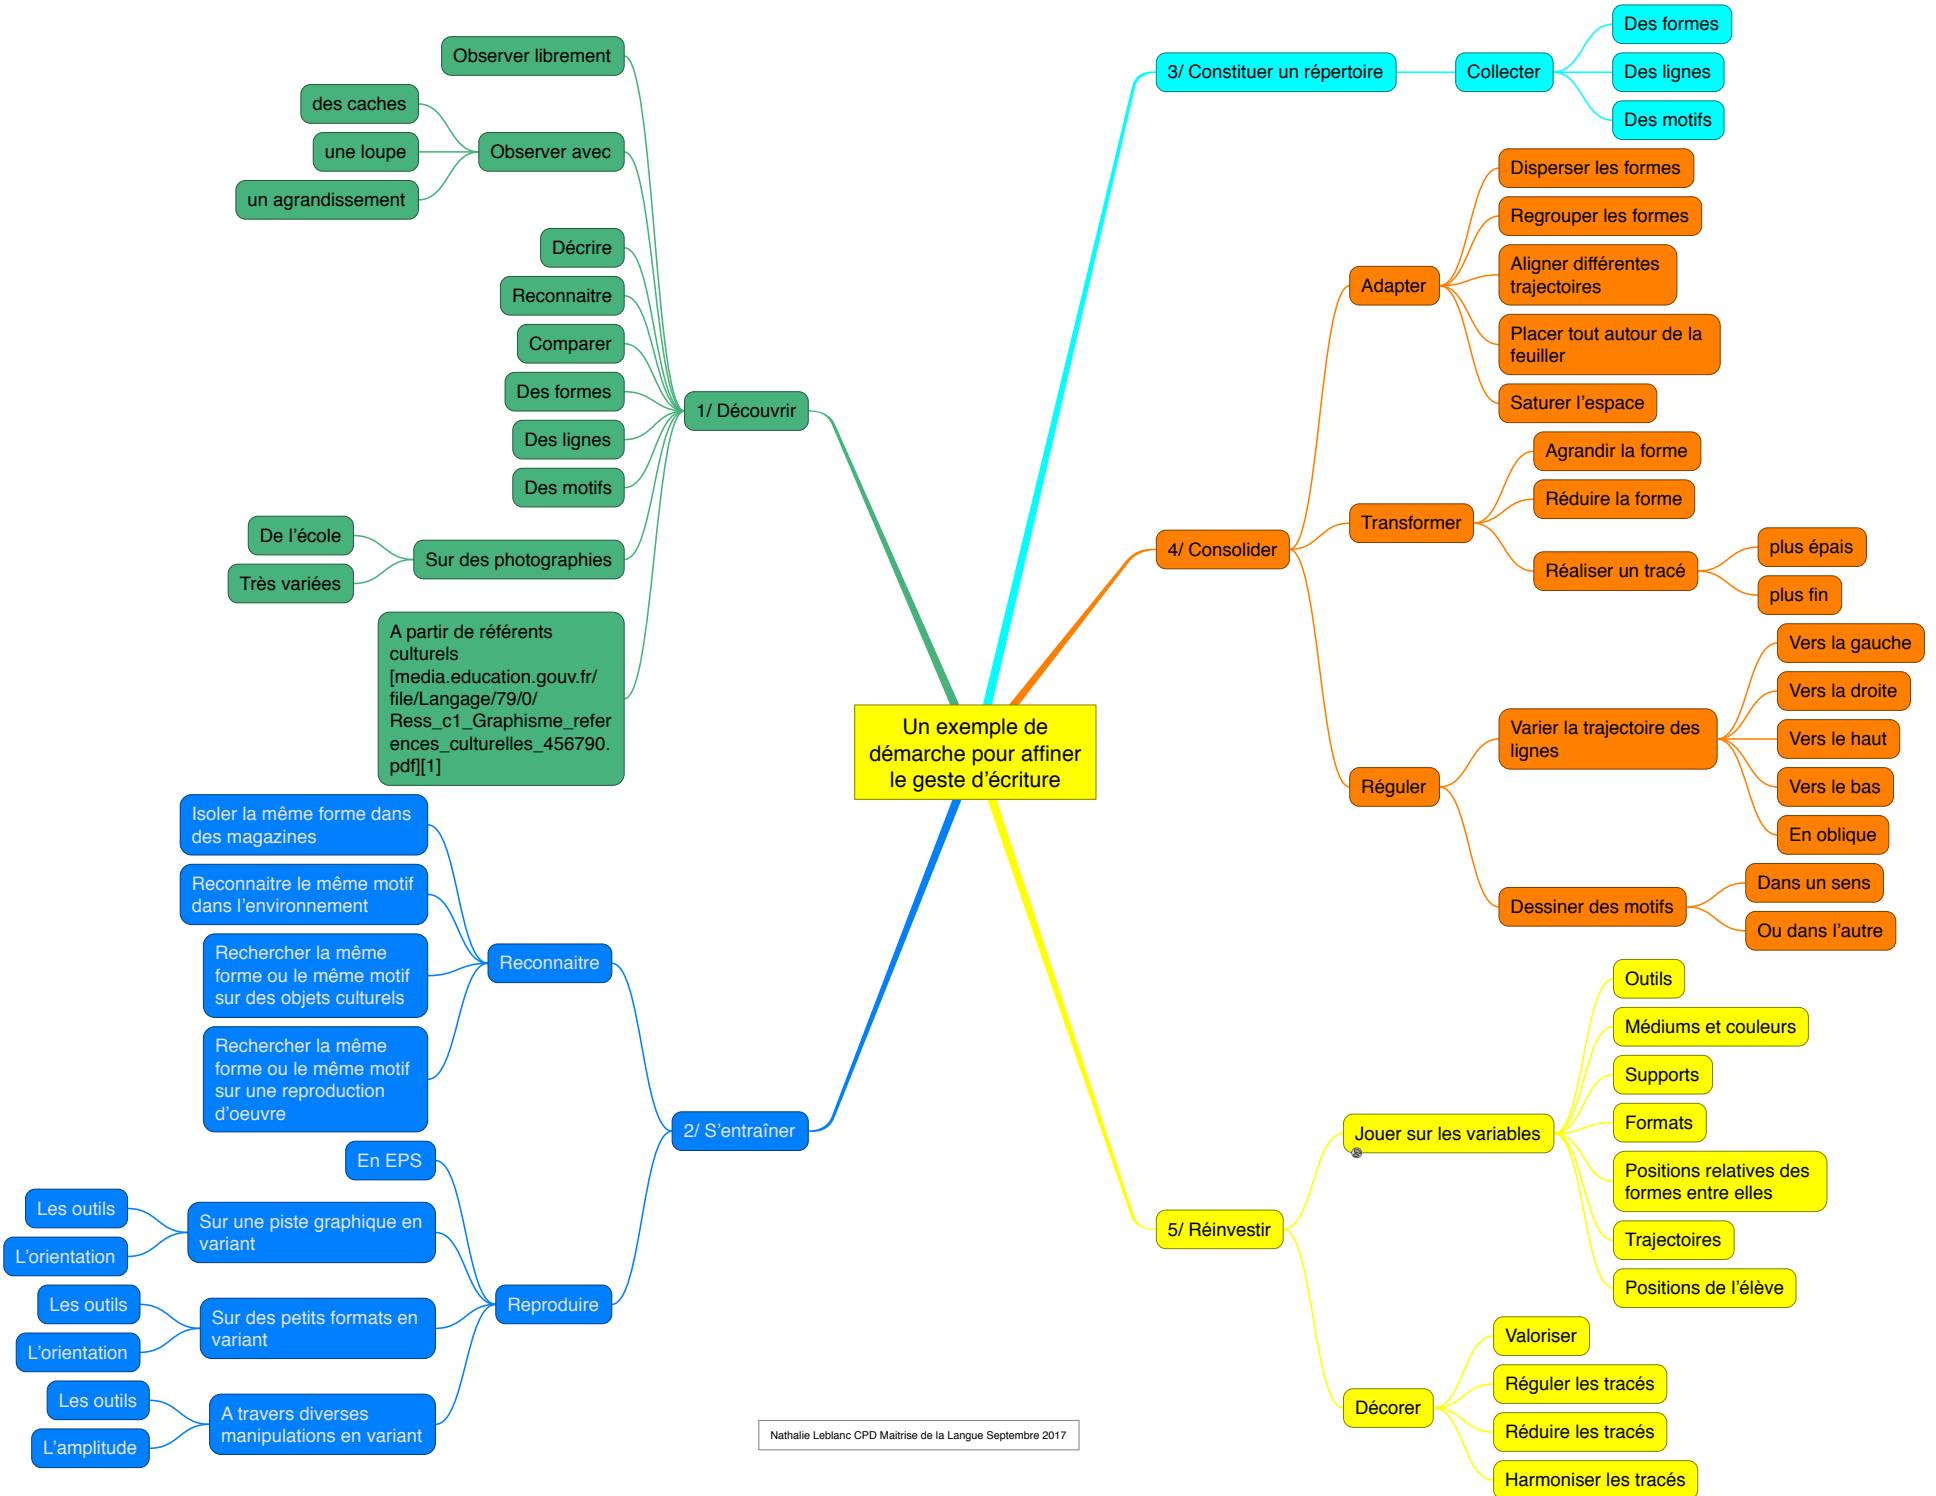 Un exemple de
démarche pour affiner
le geste d'écriture
1/ Découvrir
Observer librement
Observer avec
des caches
une loupe
un agrandissement
Décrire
Reconnaitre
Comparer
Des formes
Des lignes
Des motifs
Sur des photographies
De l'école
Très variées
A partir de référents
culturels
[media.education.gouv.fr/
file/Langage/79/0/
Ress_c1_Graphisme_refer
ences_culturelles_456790.
pdf][1]
2/ S'entraîner
Reconnaitre
Isoler la même forme dans
des magazines
Reconnaitre le même motif
dans l'environnement
Rechercher la même
forme ou le même motif
sur des objets culturels
Rechercher la même
forme ou le même motif
sur une reproduction
d'oeuvre
Reproduire
En EPS
Sur une piste graphique en
variant
Les outils
L'orientation
Sur des petits formats en
variant
Les outils
L'orientation
A travers diverses
manipulations en variant
Les outils
L'amplitude
3/ Constituer un répertoire
Collecter
Des formes
Des lignes
Des motifs
4/ Consolider
Adapter
Disperser les formes
Regrouper les formes
Aligner différentes
trajectoires
Placer tout autour de la
feuiller
Saturer l'espace
Transformer
Agrandir la forme
Réduire la forme
Réaliser un tracé
plus épais
plus fin
Réguler
Varier la trajectoire des
lignes
Vers la gauche
Vers la droite
Vers le haut
Vers le bas
En oblique
Dessiner des motifs
Dans un sens
Ou dans l'autre
5/ Réinvestir
Jouer sur les variables
Outils
Médiums et couleurs
Supports
Formats
Positions relatives des
formes entre elles
Trajectoires
Positions de l'élève
Décorer
Valoriser
Réguler les tracés
Réduire les tracés
Harmoniser les tracés
Nathalie Leblanc CPD Maitrise de la Langue Septembre 2017